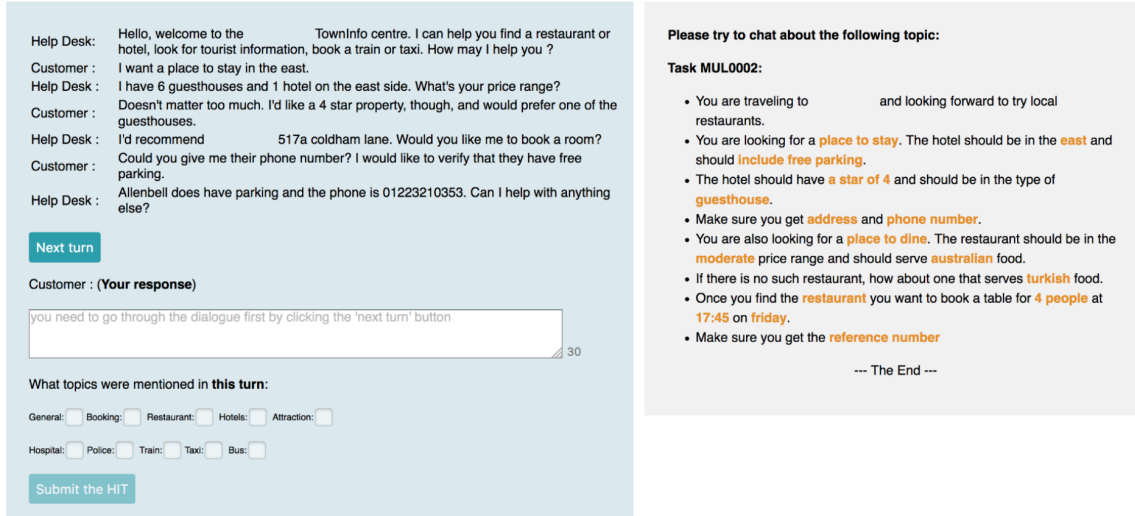 Help Desk: Hello, welcome to the TownInfo centre. I can help you find a restaurant or
hotel, look for tourist information, book a train or taxi. How may I help you ?
Customer : I want a place to stay in the east.
Help Desk : I have 6 guesthouses and 1 hotel on the east side. What's your price range?
Customer : Doesn't matter too much. I'd like a 4 star property, though, and would prefer one of the
guesthouses.
Help Desk : I'd recommend 517a coldham lane. Would you like me to book a room?
Customer : Could you give me their phone number? I would like to verify that they have free
parking.
Help Desk : Allenbell does have parking and the phone is 01223210353. Can I help with anything
else?
Next turn
Customer : (Your response)
you need to go through the dialogue first by clicking the 'next turn' button
30
What topics were mentioned in this turn:
General: Booking: Restaurant: Hotels: Attraction:
Hospital: Police: Train: Taxi: Bus:
Submit the HIT
Please try to chat about the following topic:
Task MUL0002:
• You are traveling to and looking forward to try local
restaurants.
• You are looking for a place to stay. The hotel should be in the east and
should include free parking.
• The hotel should have a star of 4 and should be in the type of
guesthouse.
• Make sure you get address and phone number.
• You are also looking for a place to dine. The restaurant should be in the
moderate price range and should serve australian food.
• If there is no such restaurant, how about one that serves turkish food.
• Once you find the restaurant you want to book a table for 4 people at
17:45 on friday.
• Make sure you get the reference number
--- The End ---